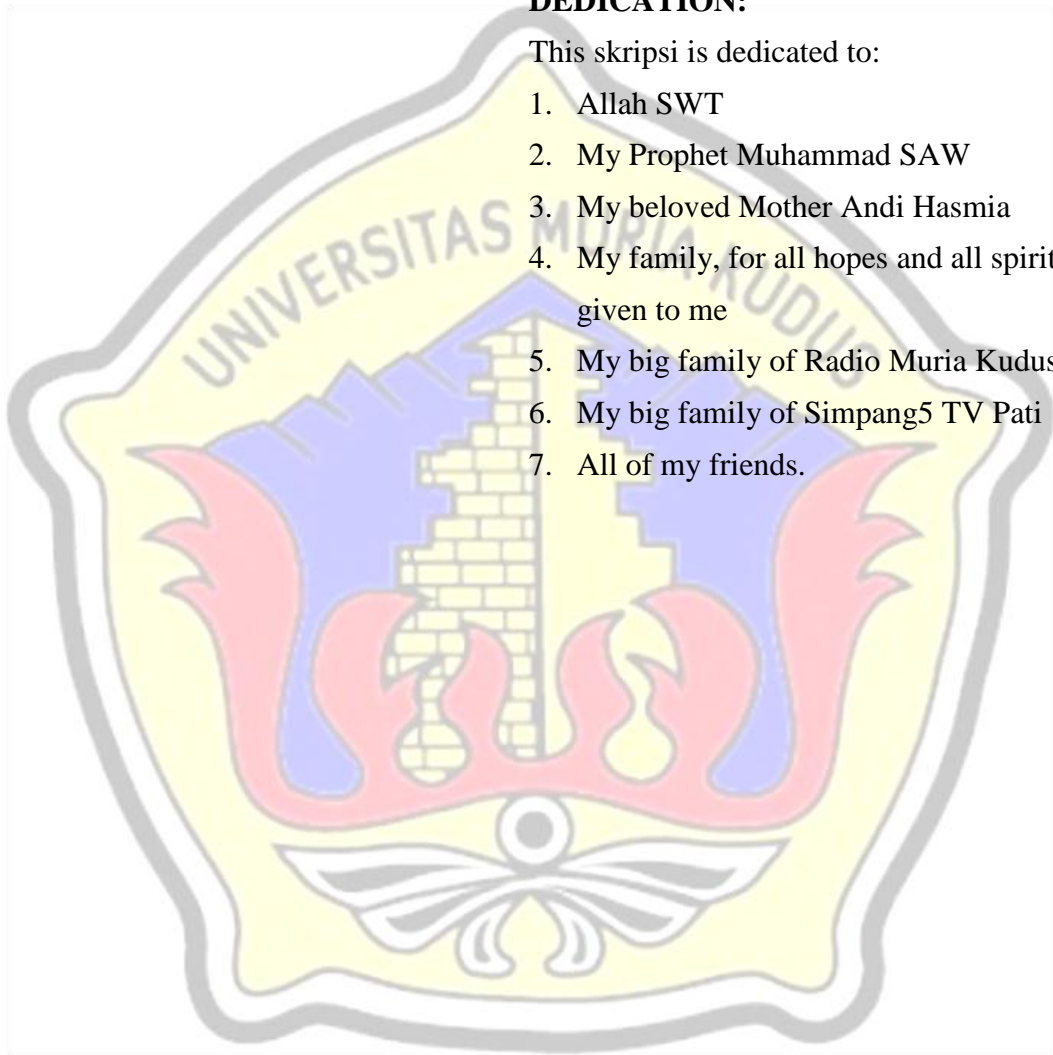 DEDICATION:
This skripsi is dedicated to:
1. Allah SWT
2. My Prophet Muhammad SAW
3. My beloved Mother Andi Hasmia
4. My family, for all hopes and all spirit
given to me
5. My big family of Radio Muria Kudus
6. My big family of Simpang5 TV Pati
7. All of my friends.
UNIVERSITAS MURIA KUDUS